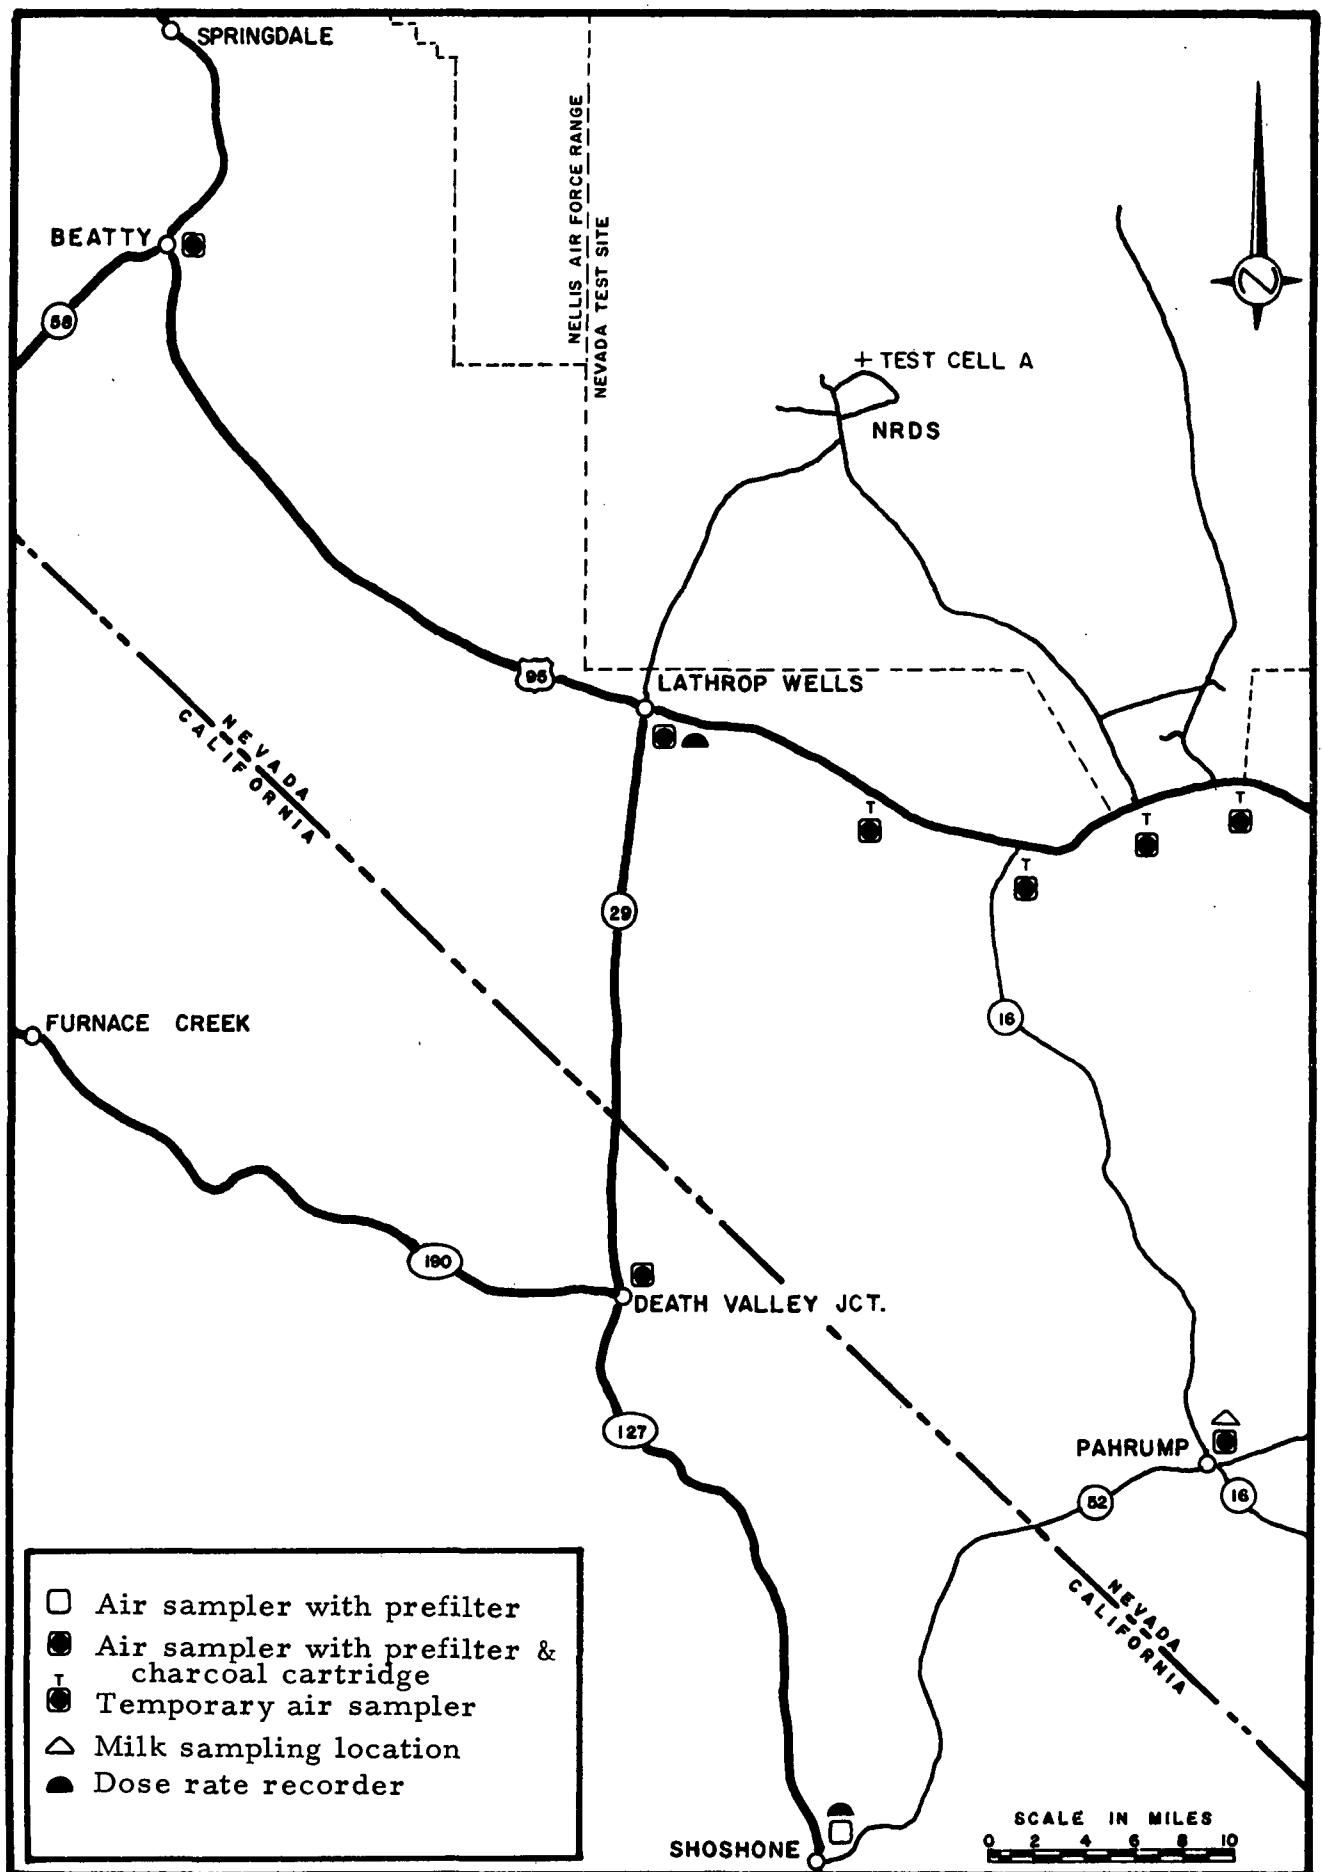 SPRINGDALE
BEATTY
58
NELLIS AIR FORCE RANGE
NEVADA TEST SITE
N
+ TEST CELL A
NRDS
95
LATHROP WELLS
NEVADA
CALIFORNIA
T
T
T
T
29
16
FURNACE CREEK
190
DEATH VALLEY JCT.
127
PAHRUMP
52
16
NEVADA
CALIFORNIA
Air sampler with prefilter
Air sampler with prefilter &
charcoal cartridge
T
Temporary air sampler
Milk sampling location
Dose rate recorder
SHOSHONE
SCALE IN MILES
0 2 4 6 8 10